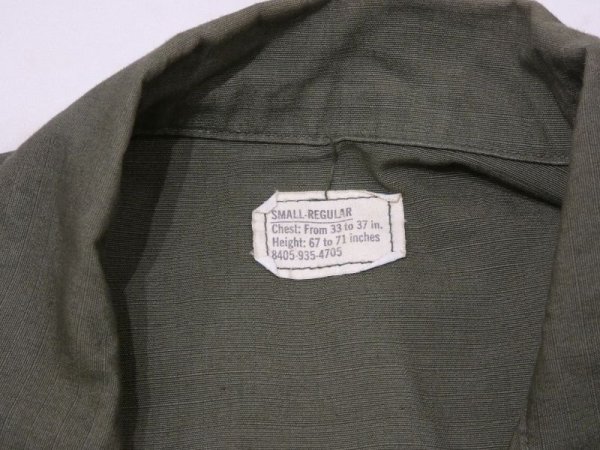 SMALL-REGULAR
Chest: From 33 to 37 in.
Height: 67 to 71 inches
8405-935-4705